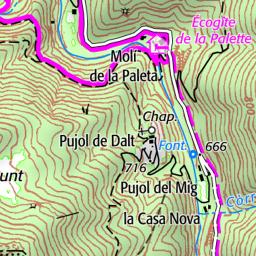 Écogîte
de la Palette
Molí
de la Paleta
Chap.
Pujol de Dalt
Font.
666
716
Pujol del Mig
la Casa Nova